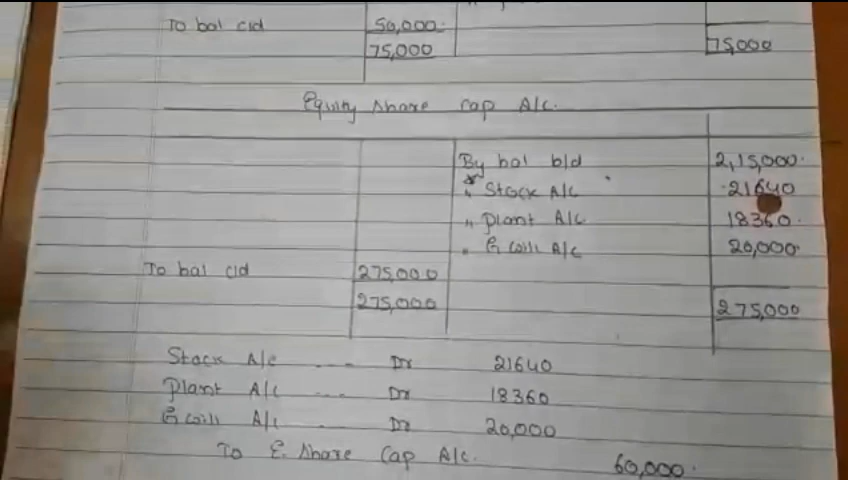 To bal c/d 50,000.
75,000 75,000
Equity share cap A/c.
By bal b/d 2,15,000.
" Stock A/c 21640
" plant A/c 18360.
" G will A/c 20,000.
To bal c/d 275,000
275,000 275,000
Stock A/c ---- Dr 21640
plant A/c ---- Dr 18360
G will A/c ---- Dr 20,000
To E. share cap A/c. 60,000.